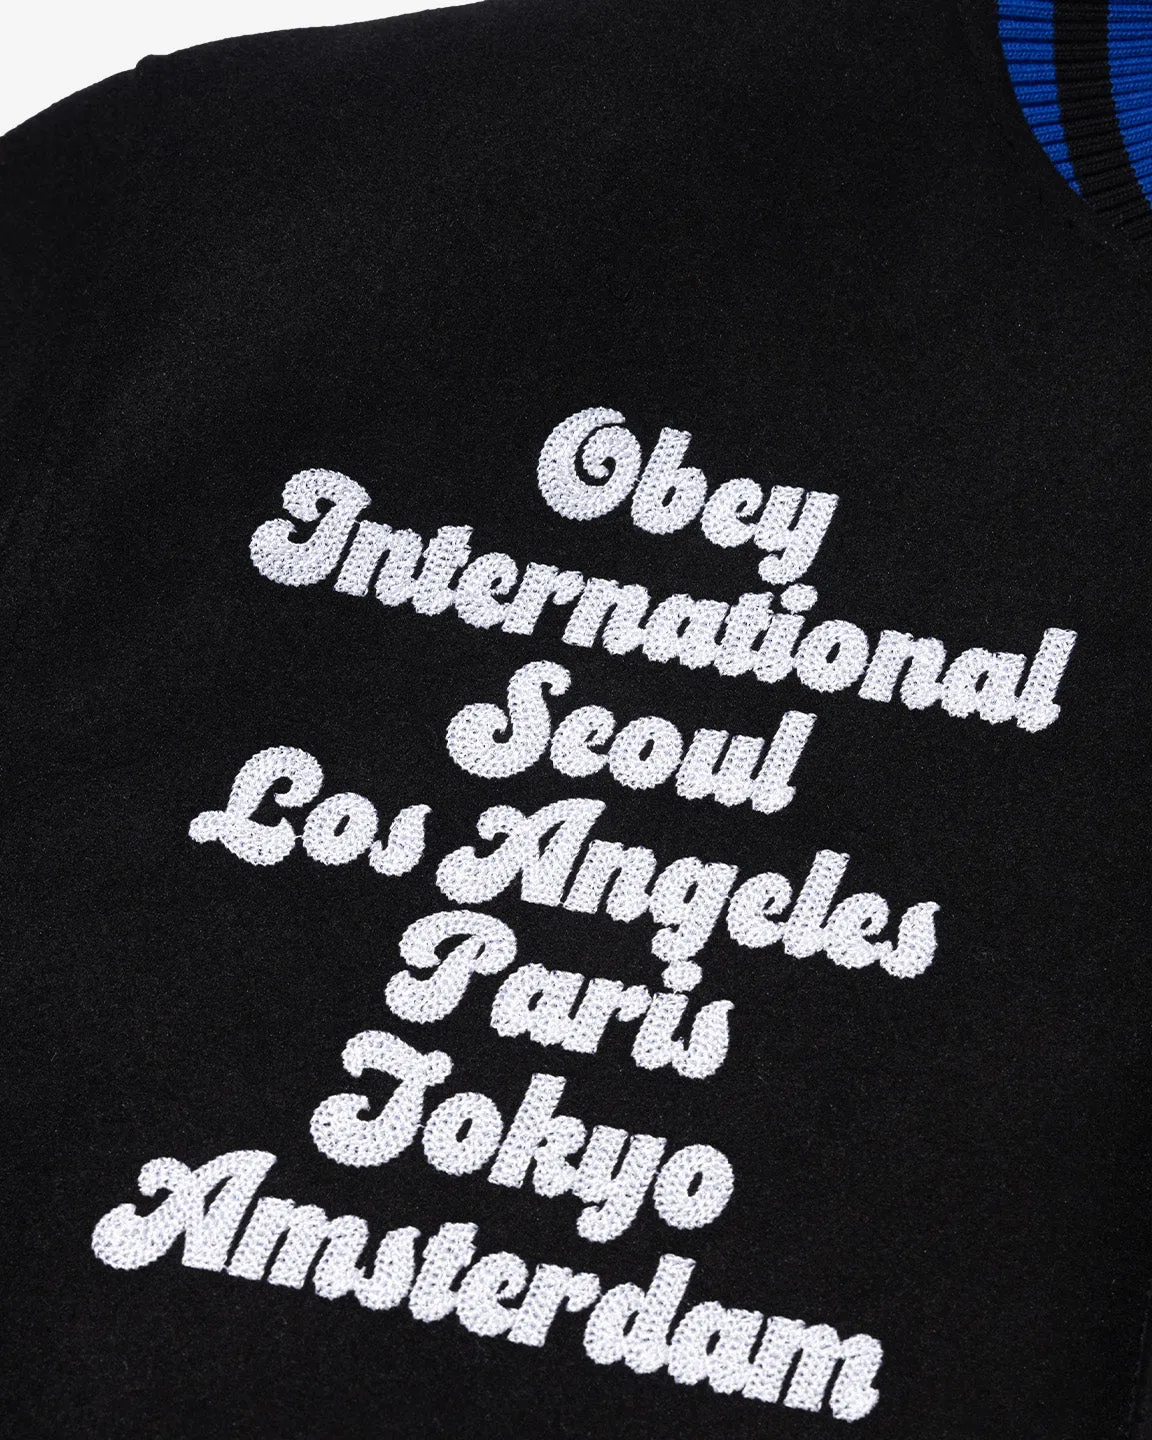 Obey
International
Seoul
Los Angeles
Paris
Tokyo
Amsterdam